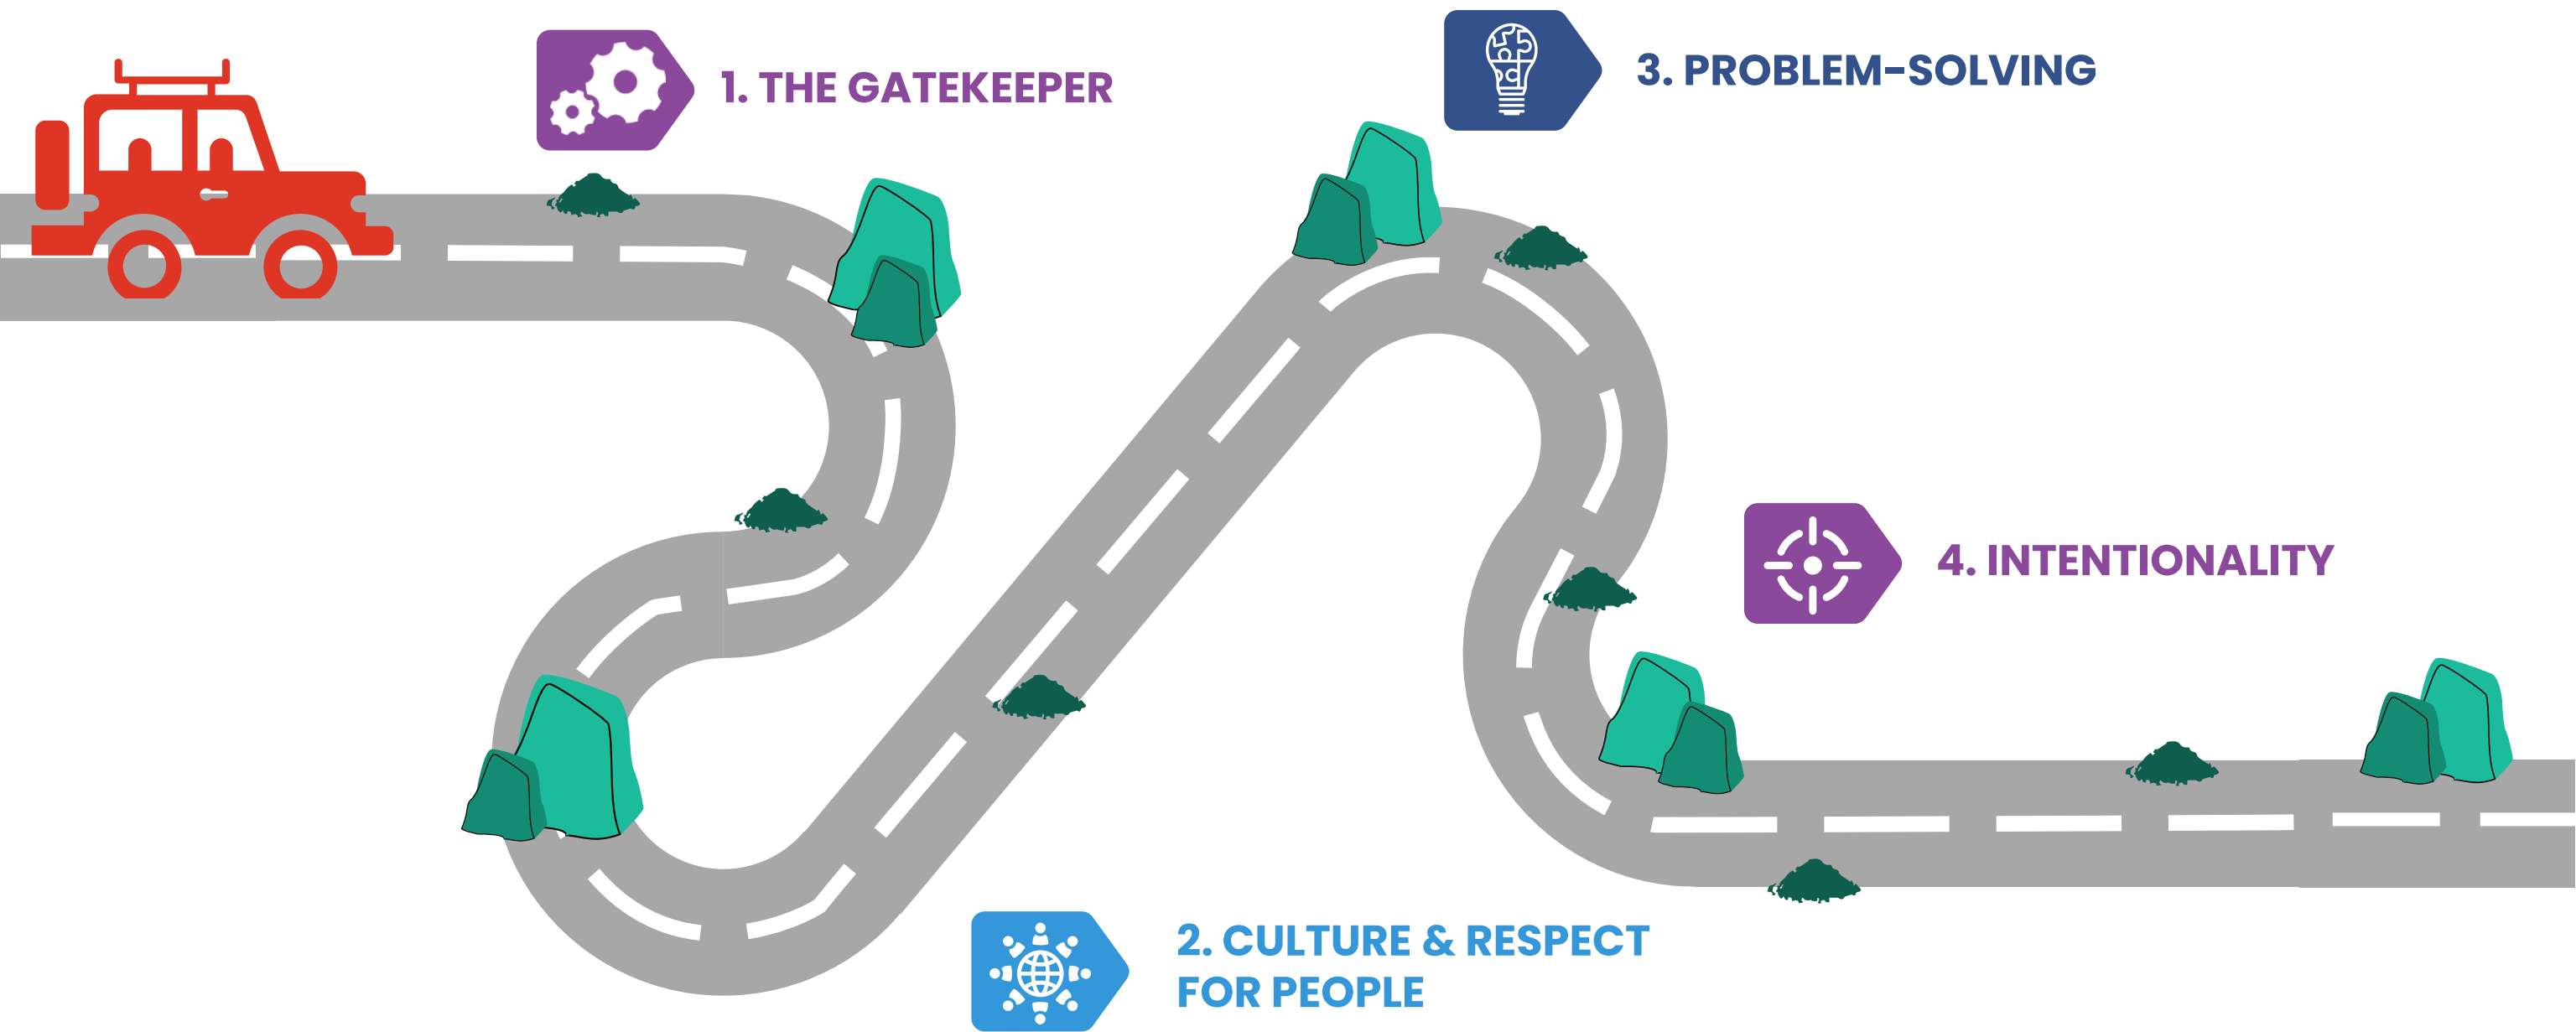 1. THE GATEKEEPER
2. CULTURE & RESPECT
FOR PEOPLE
3. PROBLEM-SOLVING
4. INTENTIONALITY